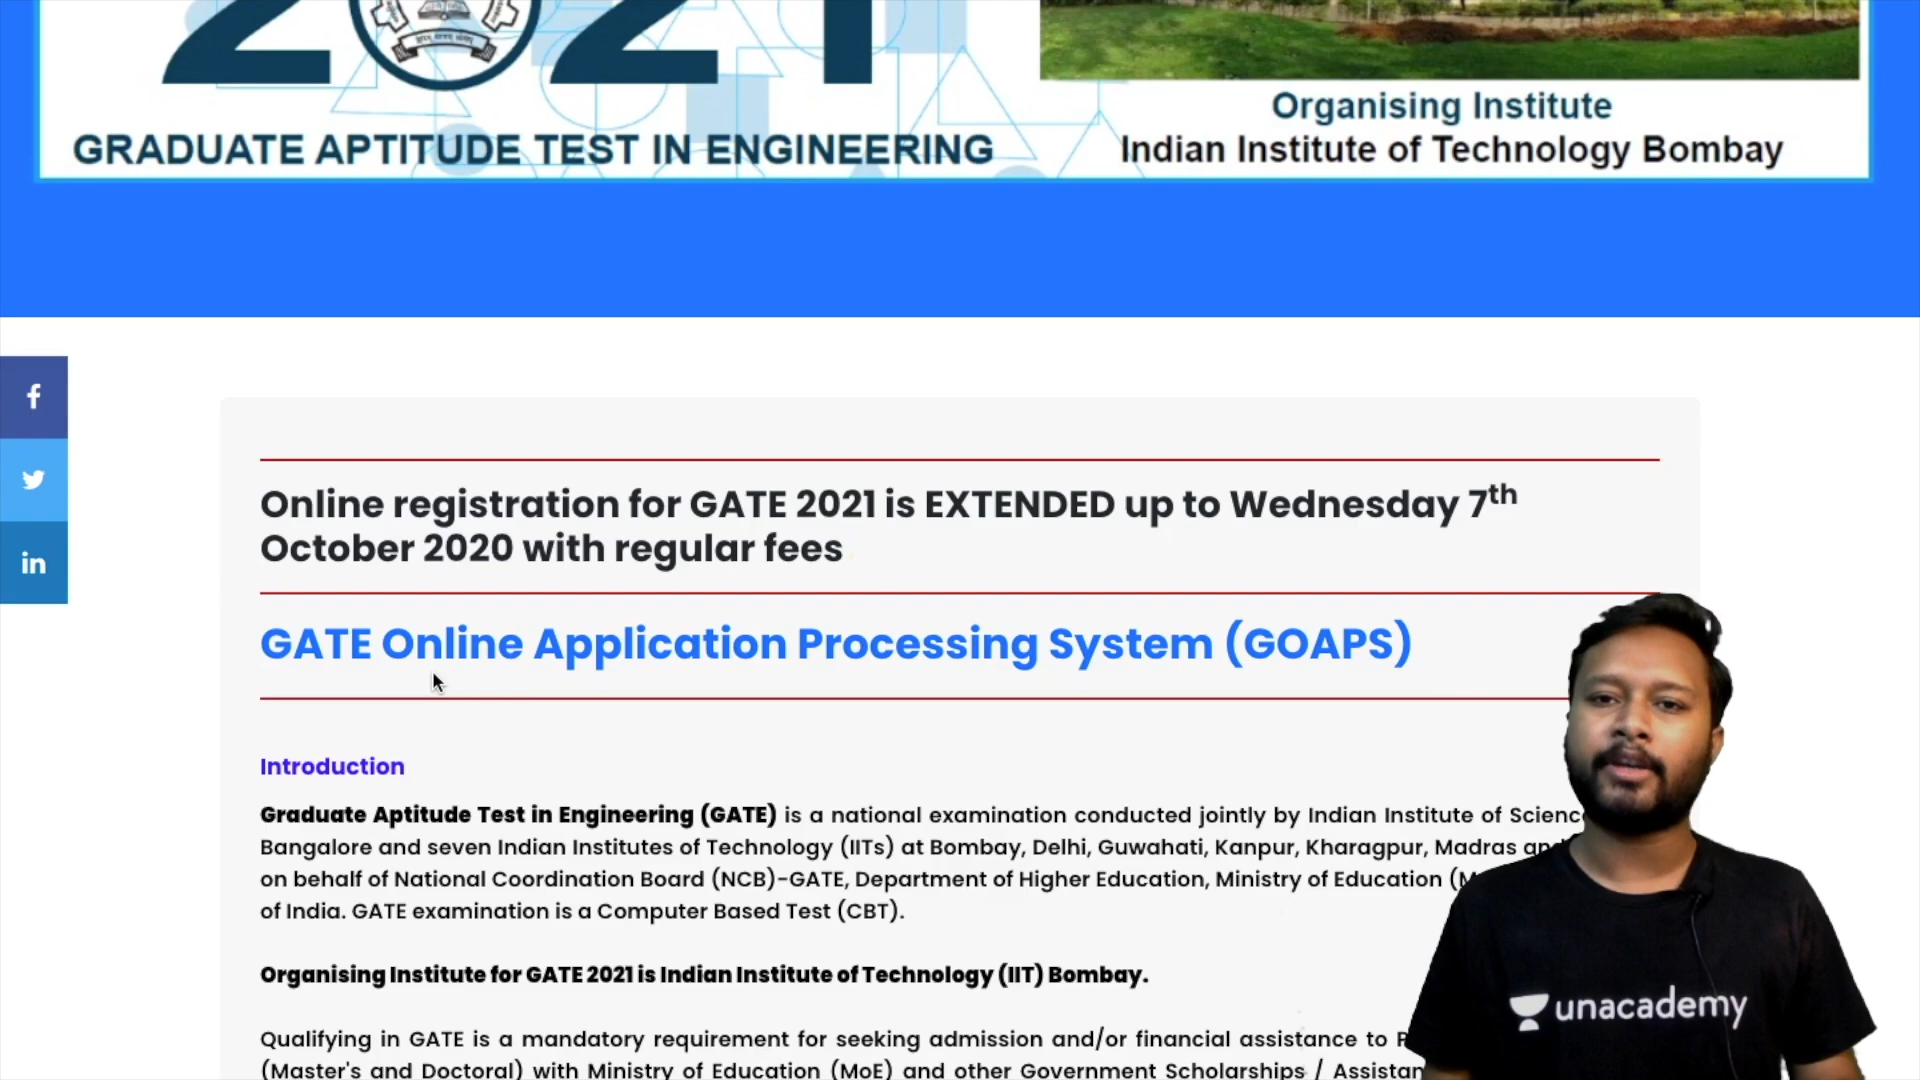 2021
GRADUATE APTITUDE TEST IN ENGINEERING
Organising Institute
Indian Institute of Technology Bombay
f
in
Online registration for GATE 2021 is EXTENDED up to Wednesday 7th
October 2020 with regular fees
GATE Online Application Processing System (GOAPS)
Introduction
Graduate Aptitude Test in Engineering (GATE) is a national examination conducted jointly by Indian Institute of
Bangalore and seven Indian Institutes of Technology (IITs) at Bombay, Delhi, Guwahati, Kanpur, Kharagpur, Madras and
on behalf of National Coordination Board (NCB)-GATE, Department of Higher Education, Ministry of Education
of India. GATE examination is a Computer Based Test (CBT).
Organising Institute for GATE 2021 is Indian Institute of Technology (IIT) Bombay.
Qualifying in GATE is a mandatory requirement for seeking admission and/or financial assistance to
(Master's and Doctoral) with Ministry of Education (MoE) and other Government Scholarships /
unacademy